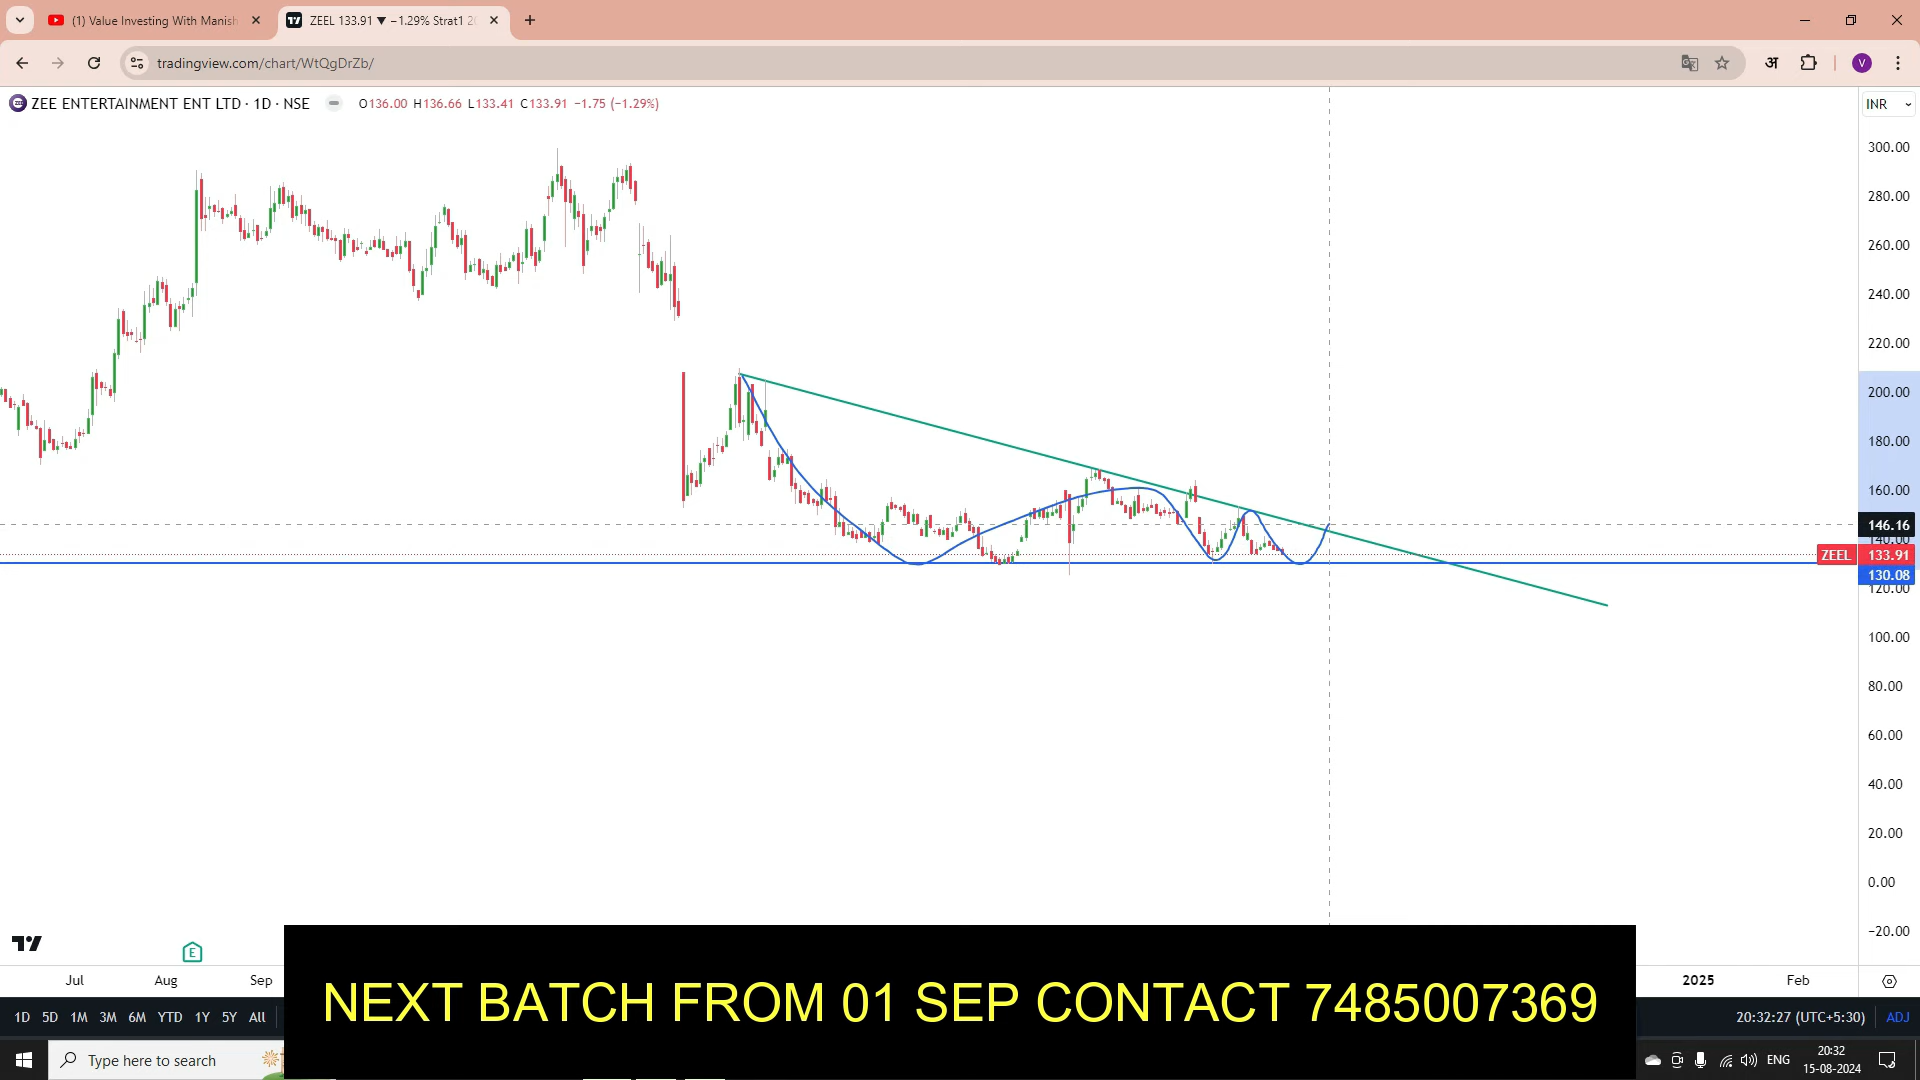 (1) Value Investing With Manish
ZEEL 133.91 ▼ −1.29% Strat1 20
tradingview.com/chart/WtQgDrZb/
अ
V
ZEE ENTERTAINMENT ENT LTD · 1D · NSE
O136.00 H136.66 L133.41 C133.91 −1.75 (−1.29%)
INR
300.00
280.00
260.00
240.00
220.00
200.00
180.00
160.00
146.16
140.00
ZEEL 133.91
130.08
120.00
100.00
80.00
60.00
40.00
20.00
0.00
−20.00
E
Jul Aug Sep 2025 Feb
NEXT BATCH FROM 01 SEP CONTACT 7485007369
1D 5D 1M 3M 6M YTD 1Y 5Y All
20:32:27 (UTC+5:30) ADJ
Type here to search
ENG
20:32
15-08-2024